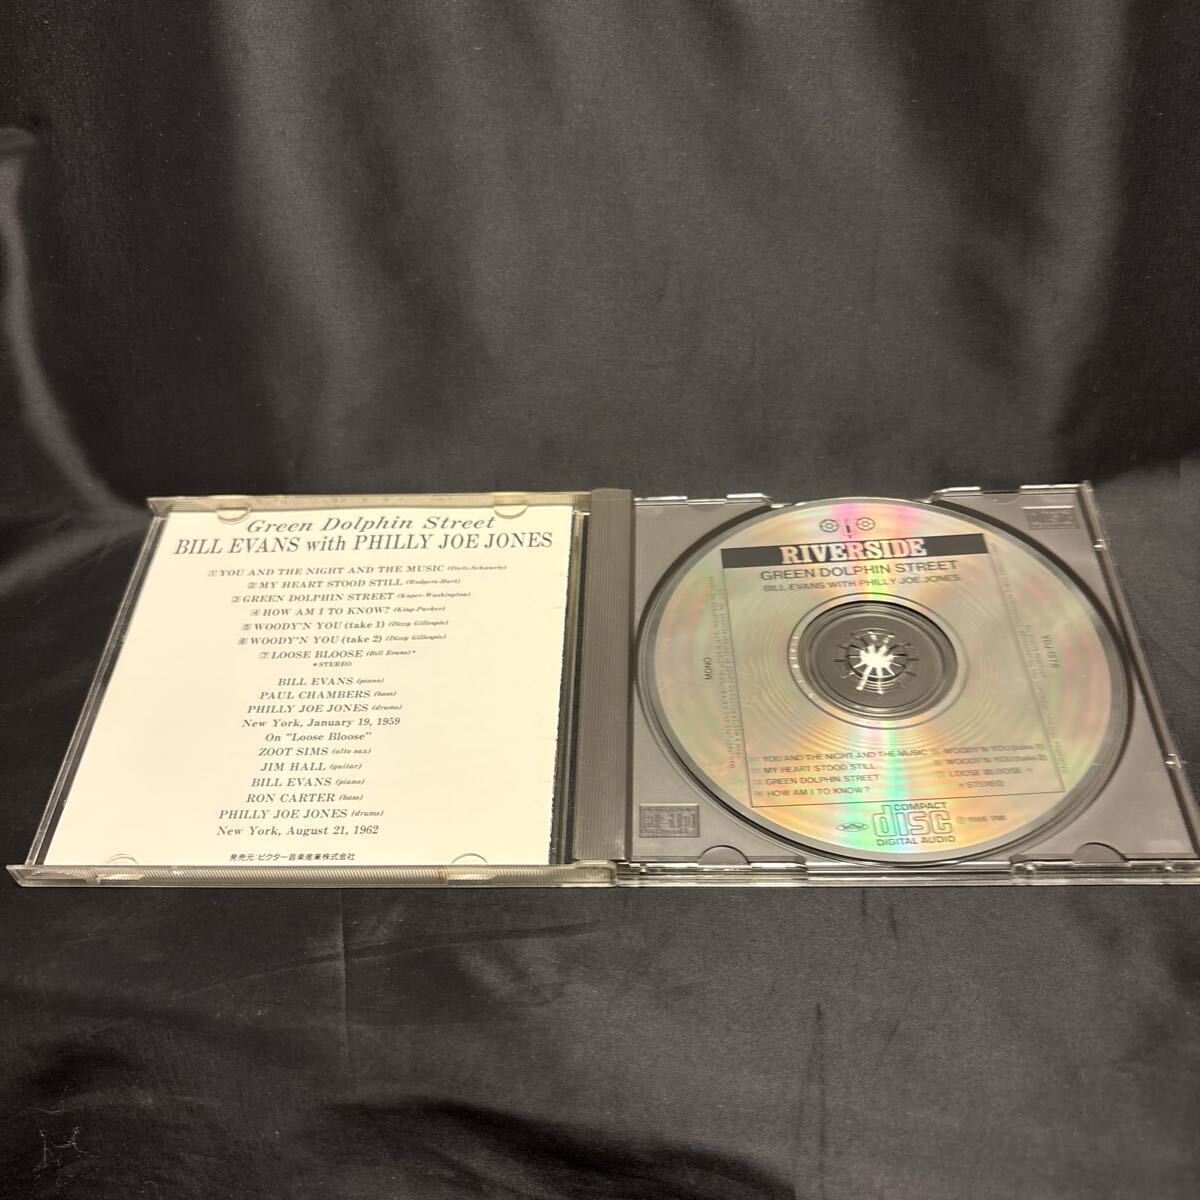 Green Dolphin Street
BILL EVANS with PHILLY JOE JONES
① YOU AND THE NIGHT AND THE MUSIC (Dietz-Schwartz)
② MY HEART STOOD STILL (Rodgers-Hart)
③ GREEN DOLPHIN STREET (Kaper-Washington)
④ HOW AM I TO KNOW? (King-Parker)
⑤ WOODY'N YOU (take 1) (Dizzy Gillespie)
⑥ WOODY'N YOU (take 2) (Dizzy Gillespie)
⑦ LOOSE BLOOSE (Bill Evans) *
* STEREO
BILL EVANS (piano)
PAUL CHAMBERS (bass)
PHILLY JOE JONES (drums)
New York, January 19, 1959
On "Loose Bloose"
ZOOT SIMS (alto sax)
JIM HALL (guitar)
BILL EVANS (piano)
RON CARTER (bass)
PHILLY JOE JONES (drums)
New York, August 21, 1962
発売元:ビクター音楽産業株式会社
RIVERSIDE
GREEN DOLPHIN STREET
BILL EVANS WITH PHILLY JOE JONES
MONO
VDJ-1978
YOU AND THE NIGHT AND THE MUSIC
MY HEART STOOD STILL
GREEN DOLPHIN STREET
HOW AM I TO KNOW?
WOODY'N YOU (take 1)
WOODY'N YOU (take 2)
LOOSE BLOOSE *
* STEREO
COMPACT
disc
DIGITAL AUDIO
℗ 1986 VMI